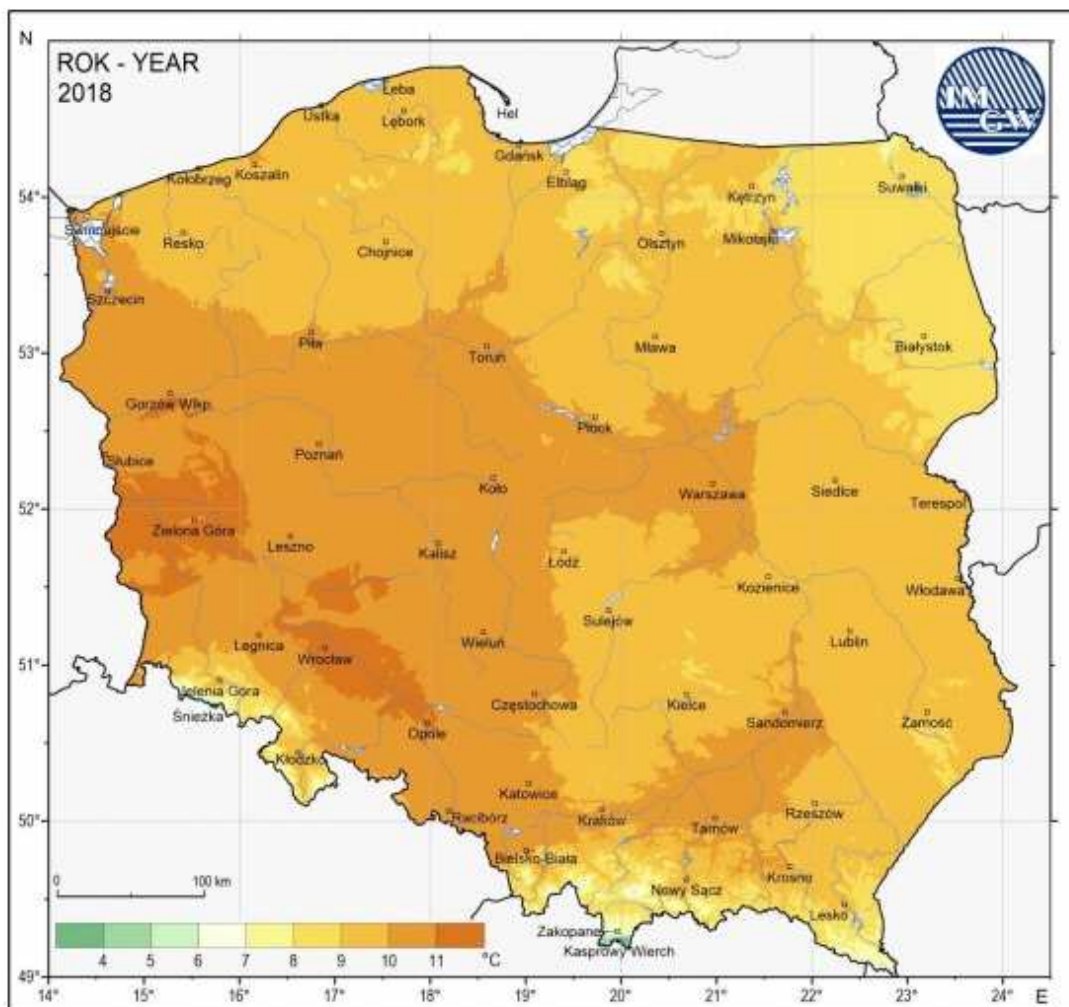 N
ROK - YEAR
2018
IM
GW
Łeba
Ustka
Lębork
Hel
Gdańsk
Kołobrzeg
Koszalin
Elbląg
Kętrzyn
Suwałki
54°
Świnoujście
Resko
Chojnice
Olsztyn
Mikołajki
Szczecin
Piła
Toruń
Mława
Białystok
53°
Gorzów Wlkp.
Płock
Słubice
Poznań
Koło
Warszawa
Siedlce
Terespol
52°
Zielona Góra
Leszno
Kalisz
Łódź
Kozienice
Włodawa
Sulejów
Legnica
Wrocław
Wieluń
Lublin
51°
Jelenia Góra
Śnieżka
Częstochowa
Kielce
Sandomierz
Zamość
Opole
Kłodzko
Katowice
Racibórz
Kraków
Tarnów
Rzeszów
50°
Bielsko-Biała
Nowy Sącz
Krosno
Lesko
0 100 km
Zakopane
Kasprowy Wierch
4 5 6 7 8 9 10 11 °C
49°
14° 15° 16° 17° 18° 19° 20° 21° 22° 23° 24° E